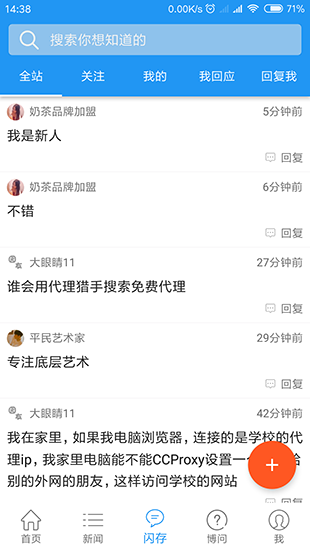 14:38 0.00K/s 71%
搜索你想知道的
全站 关注 我的 我回应 回复我
奶茶品牌加盟 5分钟前
我是新人
回复
奶茶品牌加盟 6分钟前
不错
回复
大眼睛11 27分钟前
谁会用代理猎手搜索免费代理
回复
平民艺术家 29分钟前
专注底层艺术
回复
大眼睛11 42分钟前
我在家里，如果我电脑浏览器，连接的是学校的代
理ip，我家里电脑能不能CCProxy设置一个
别的外网的朋友，这样访问学校的网站
回复
首页 新闻 闪存 博问 我